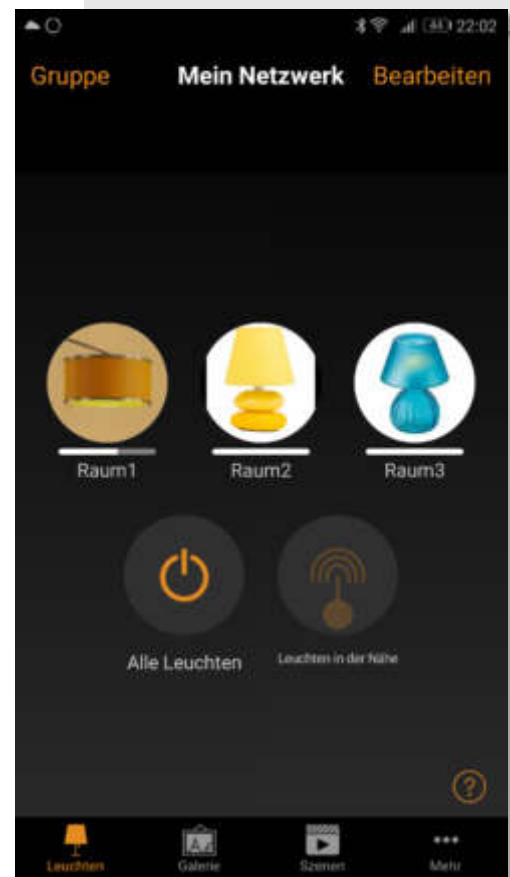 44 22:02
Gruppe Mein Netzwerk Bearbeiten
Raum1 Raum2 Raum3
Alle Leuchten Leuchten in der Nähe
?
Leuchten Galerie Szenen Mehr